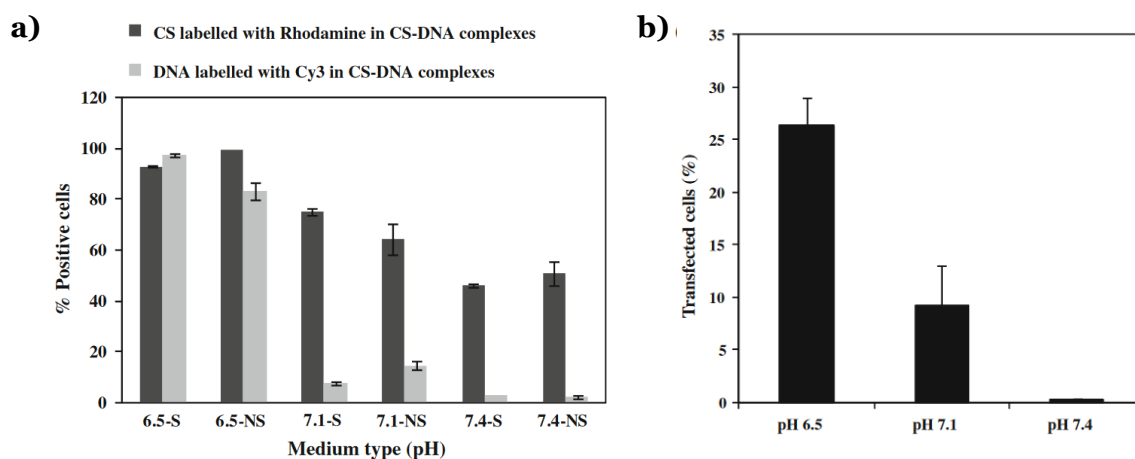 a)
CS labelled with Rhodamine in CS-DNA complexes
DNA labelled with Cy3 in CS-DNA complexes
120
100
80
60
40
20
0
% Positive cells
6.5-S 6.5-NS 7.1-S 7.1-NS 7.4-S 7.4-NS
Medium type (pH)
b) (
35
30
25
20
15
10
5
0
Transfected cells (%)
pH 6.5 pH 7.1 pH 7.4